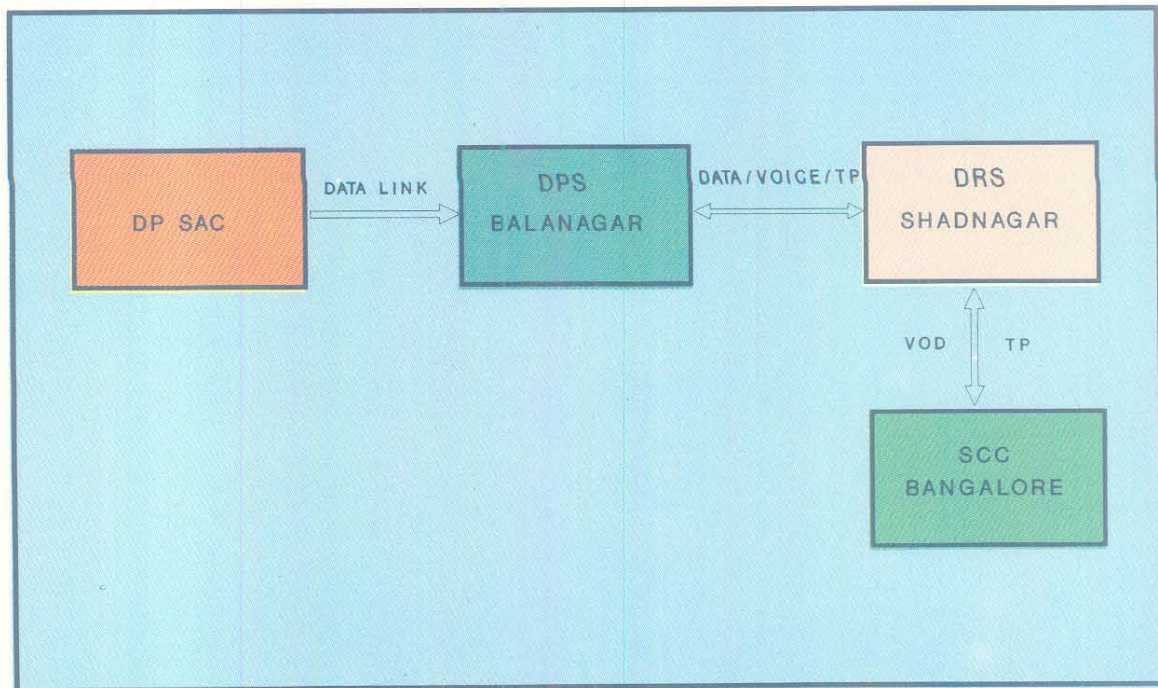 DP SAC
DATA LINK
DPS
BALANAGAR
DATA/VOICE/TP
DRS
SHADNAGAR
VOD TP
SCC
BANGALORE